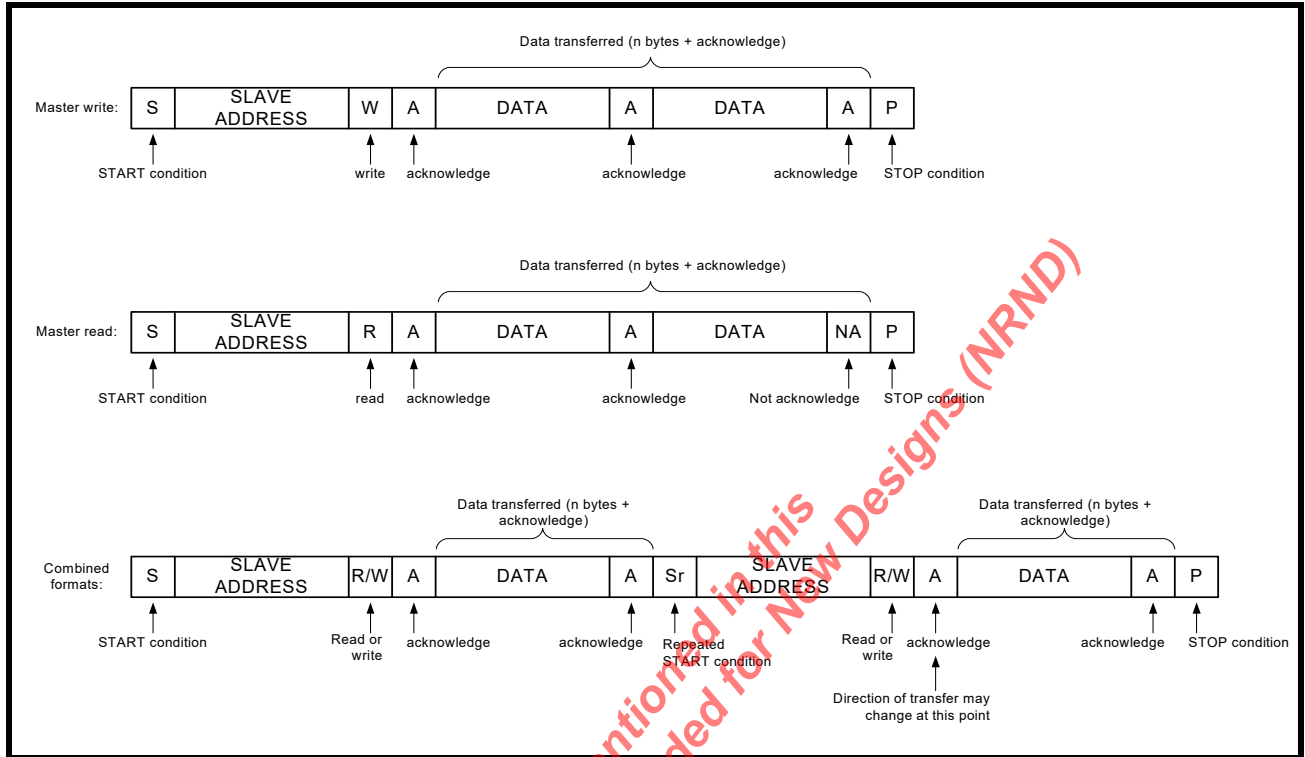 Data transferred (n bytes + acknowledge)
Master write: S SLAVE ADDRESS W A DATA A DATA A P
START condition write acknowledge acknowledge acknowledge STOP condition
Data transferred (n bytes + acknowledge)
Master read: S SLAVE ADDRESS R A DATA A DATA NA P
START condition read acknowledge acknowledge Not acknowledge STOP condition
Data transferred (n bytes +
acknowledge)
Data transferred (n bytes +
acknowledge)
Combined
formats:
S SLAVE ADDRESS R/W A DATA A Sr SLAVE ADDRESS R/W A DATA A P
START condition
Read or
write
acknowledge
acknowledge
Repeated
START condition
Read or
write
acknowledge
acknowledge
STOP condition
Direction of transfer may
change at this point
mentioned in this
ded for New Designs (NRND)